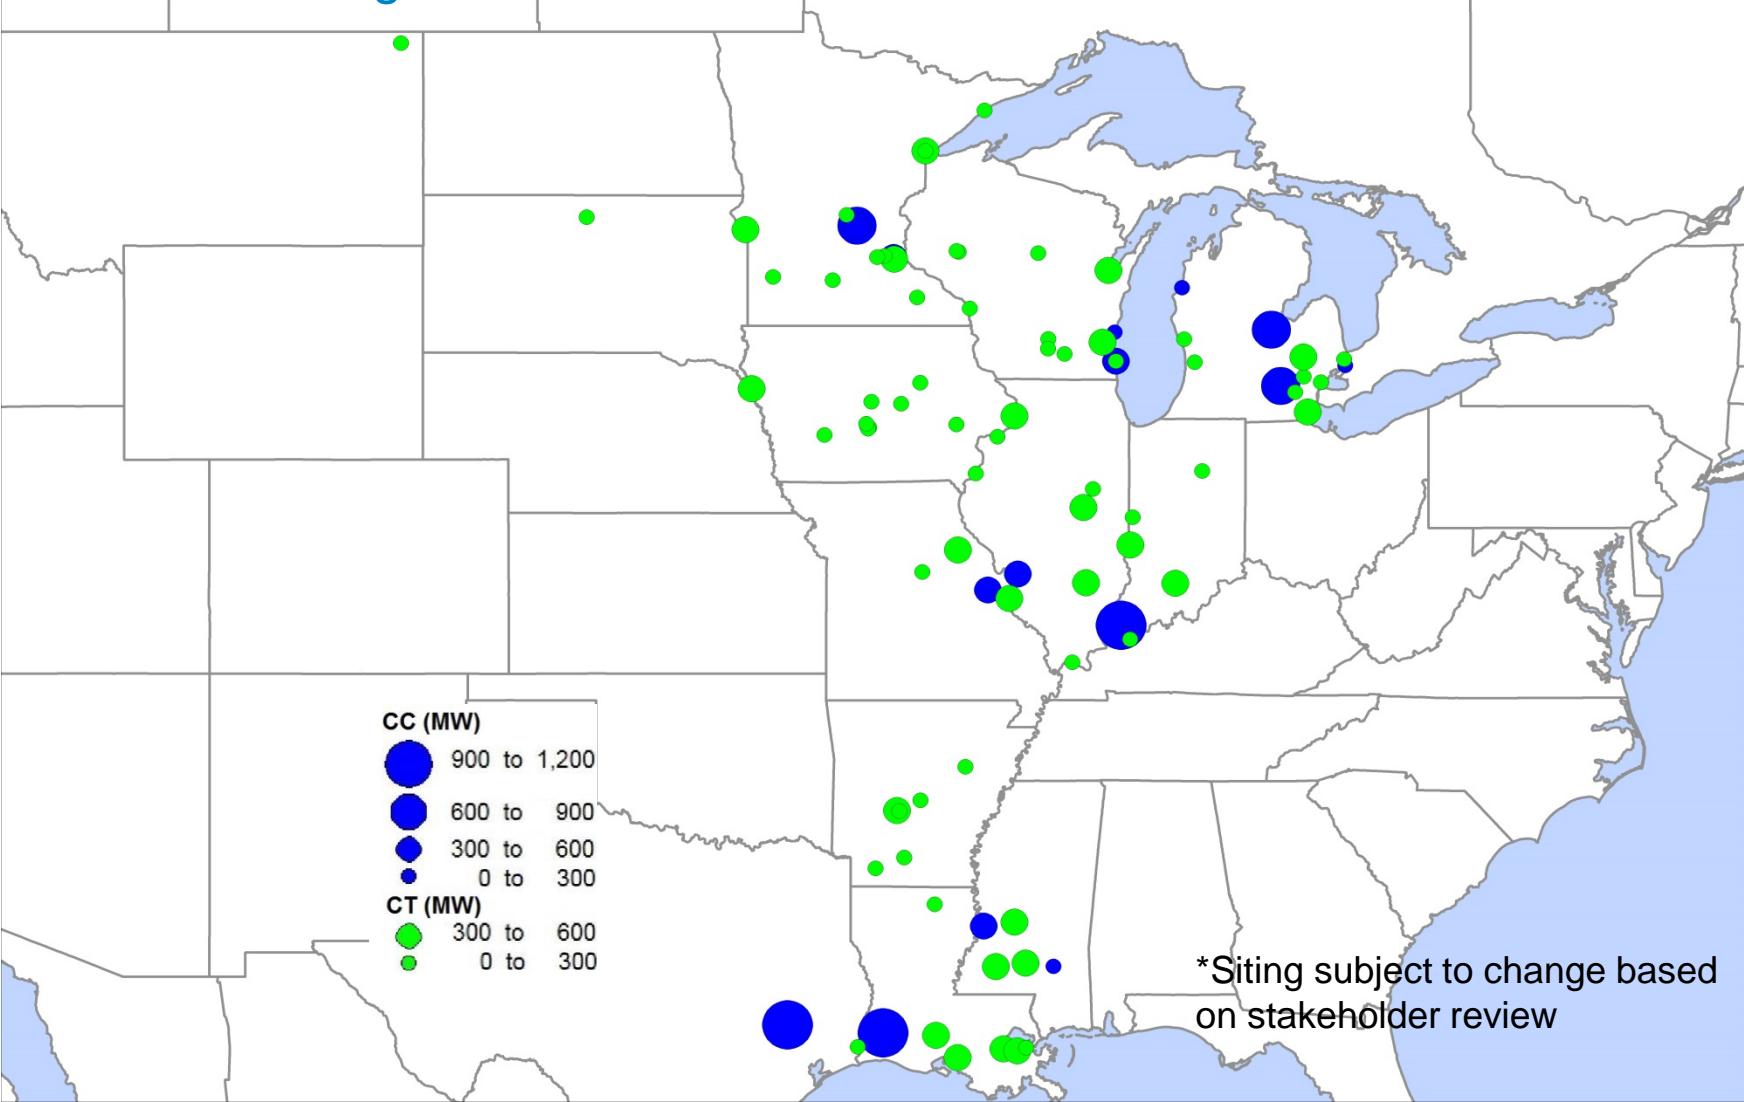 CC (MW)
900 to 1,200
600 to 900
300 to 600
0 to 300
CT (MW)
300 to 600
0 to 300
*Siting subject to change based
on stakeholder review